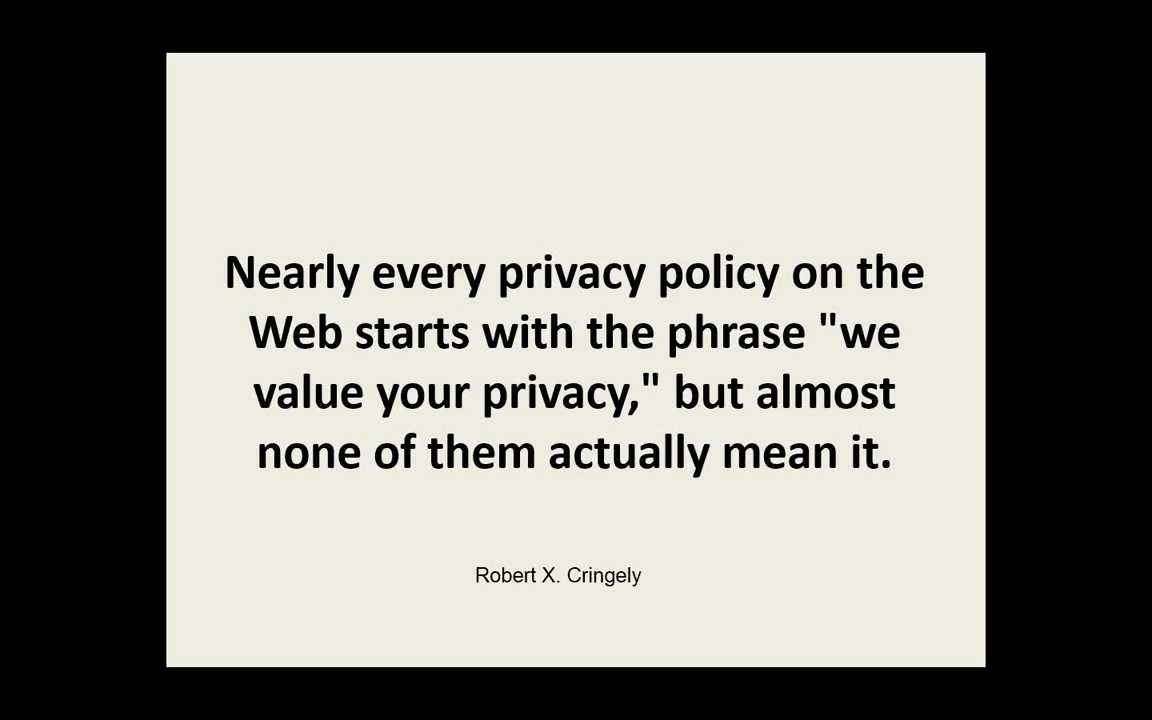 Nearly every privacy policy on the
Web starts with the phrase "we
value your privacy," but almost
none of them actually mean it.
Robert X. Cringely